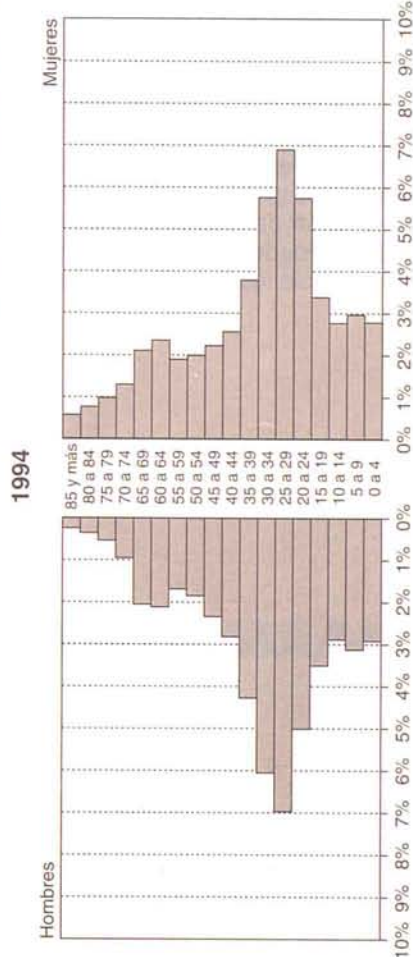 1994
Hombres
Mujeres
85 y más
80 a 84
75 a 79
70 a 74
65 a 69
60 a 64
55 a 59
50 a 54
45 a 49
40 a 44
35 a 39
30 a 34
25 a 29
20 a 24
15 a 19
10 a 14
5 a 9
0 a 4
10% 9% 8% 7% 6% 5% 4% 3% 2% 1% 0%
0% 1% 2% 3% 4% 5% 6% 7% 8% 9% 10%